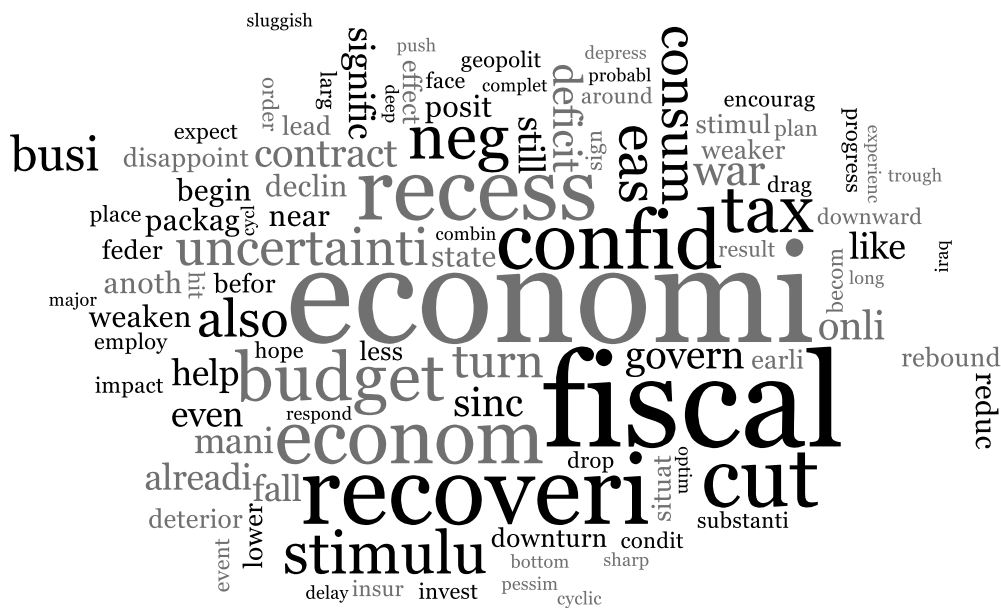 sluggish
push
geopolit
depress
signific
consum
order
larg
deep
effect
face
complet
deficit
probabl
around
encourag
expect
lead
posit
still
ugis
eas
stimul
plan
progress
experienc
busi
disappoint
contract
neg
weaker
war
drag
trough
begin
declin
recess
tax
downward
place
packag
cycl
near
combin
confid
feder
uncertainti
state
result
like
iraq
anoth
hit
befor
economi
becom
long
major
weaken
also
onli
employ
hope
less
turn
govern
earli
rebound
impact
help
budget
fiscal
reduc
even
respond
sinc
mani
econom
drop
situat
optim
cut
alreadi
fall
recoveri
deterior
lower
substanti
event
stimulu
downturn
condit
bottom
sharp
delay
insur
invest
pessim
cyclic